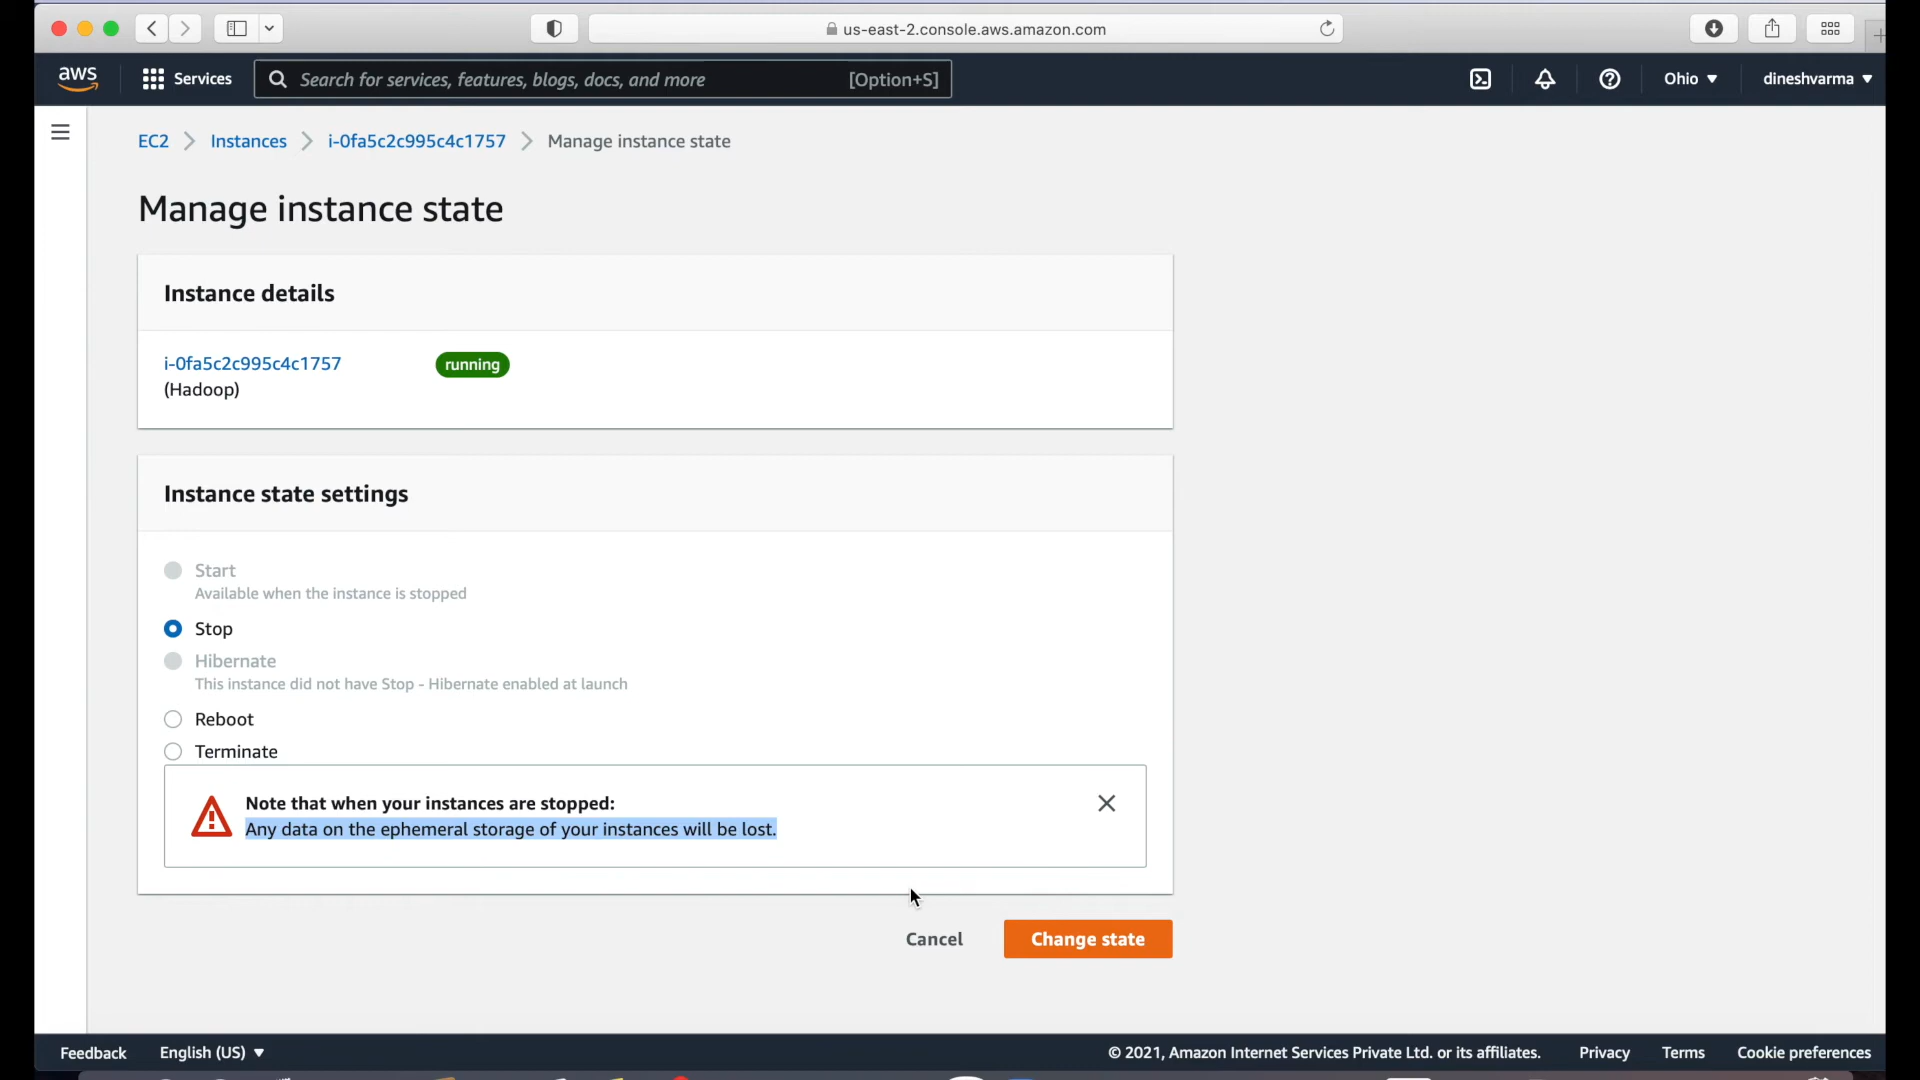 us-east-2.console.aws.amazon.com
aws
Services
Search for services, features, blogs, docs, and more
[Option+S]
Ohio
dineshvarma
EC2 > Instances > i-0fa5c2c995c4c1757 > Manage instance state
Manage instance state
Instance details
i-0fa5c2c995c4c1757
running
(Hadoop)
Instance state settings
Start
Available when the instance is stopped
Stop
Hibernate
This instance did not have Stop - Hibernate enabled at launch
Reboot
Terminate
Note that when your instances are stopped:
Any data on the ephemeral storage of your instances will be lost.
Cancel
Change state
Feedback
English (US)
© 2021, Amazon Internet Services Private Ltd. or its affiliates.
Privacy
Terms
Cookie preferences